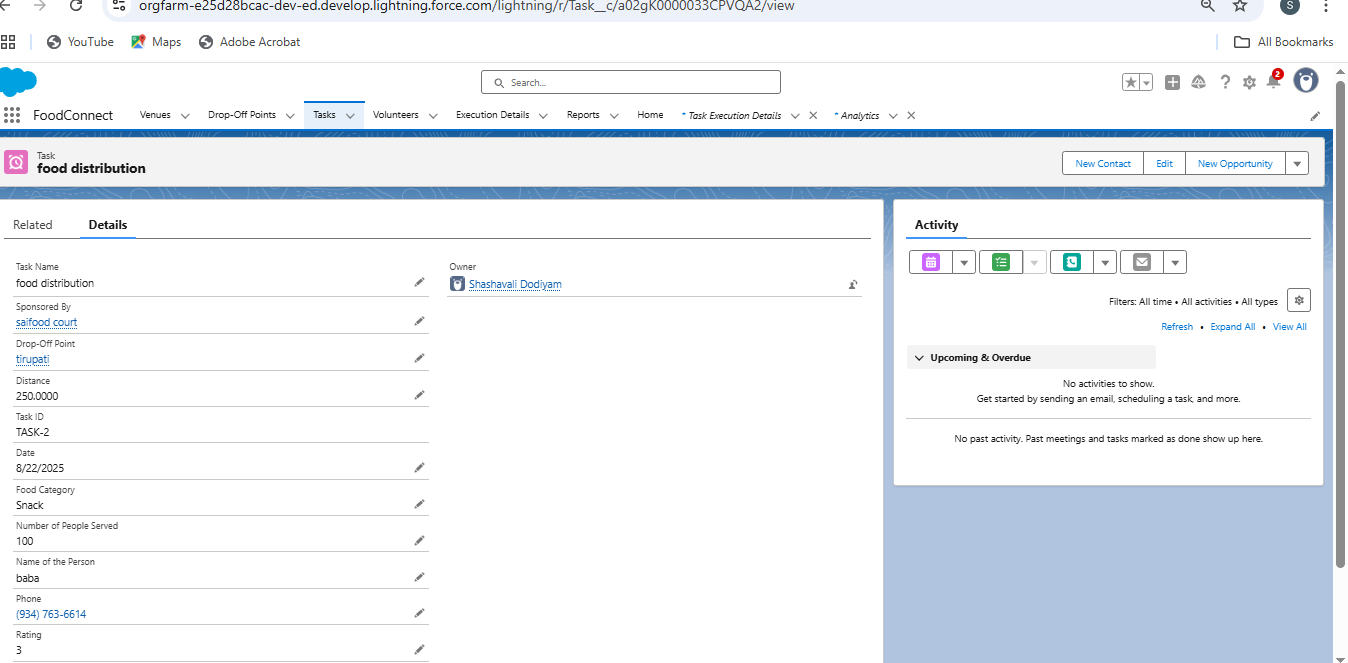 orgfarm-e25d28bcac-dev-ed.develop.lightning.force.com/lightning/r/Task__c/a02gK0000033CPVQA2/view
S
YouTube Maps Adobe Acrobat All Bookmarks
Search...
2
FoodConnect Venues Drop-Off Points Tasks Volunteers Execution Details Reports Home * Task Execution Details * Analytics
Task
food distribution
New Contact Edit New Opportunity
Related Details
Task Name
food distribution
Sponsored By
saifood court
Drop-Off Point
tirupati
Distance
250.0000
Task ID
TASK-2
Date
8/22/2025
Food Category
Snack
Number of People Served
100
Name of the Person
baba
Phone
(934) 763-6614
Rating
3
Owner
Shashavali Dodiyam
Activity
Filters: All time • All activities • All types
Refresh • Expand All • View All
Upcoming & Overdue
No activities to show.
Get started by sending an email, scheduling a task, and more.
No past activity. Past meetings and tasks marked as done show up here.